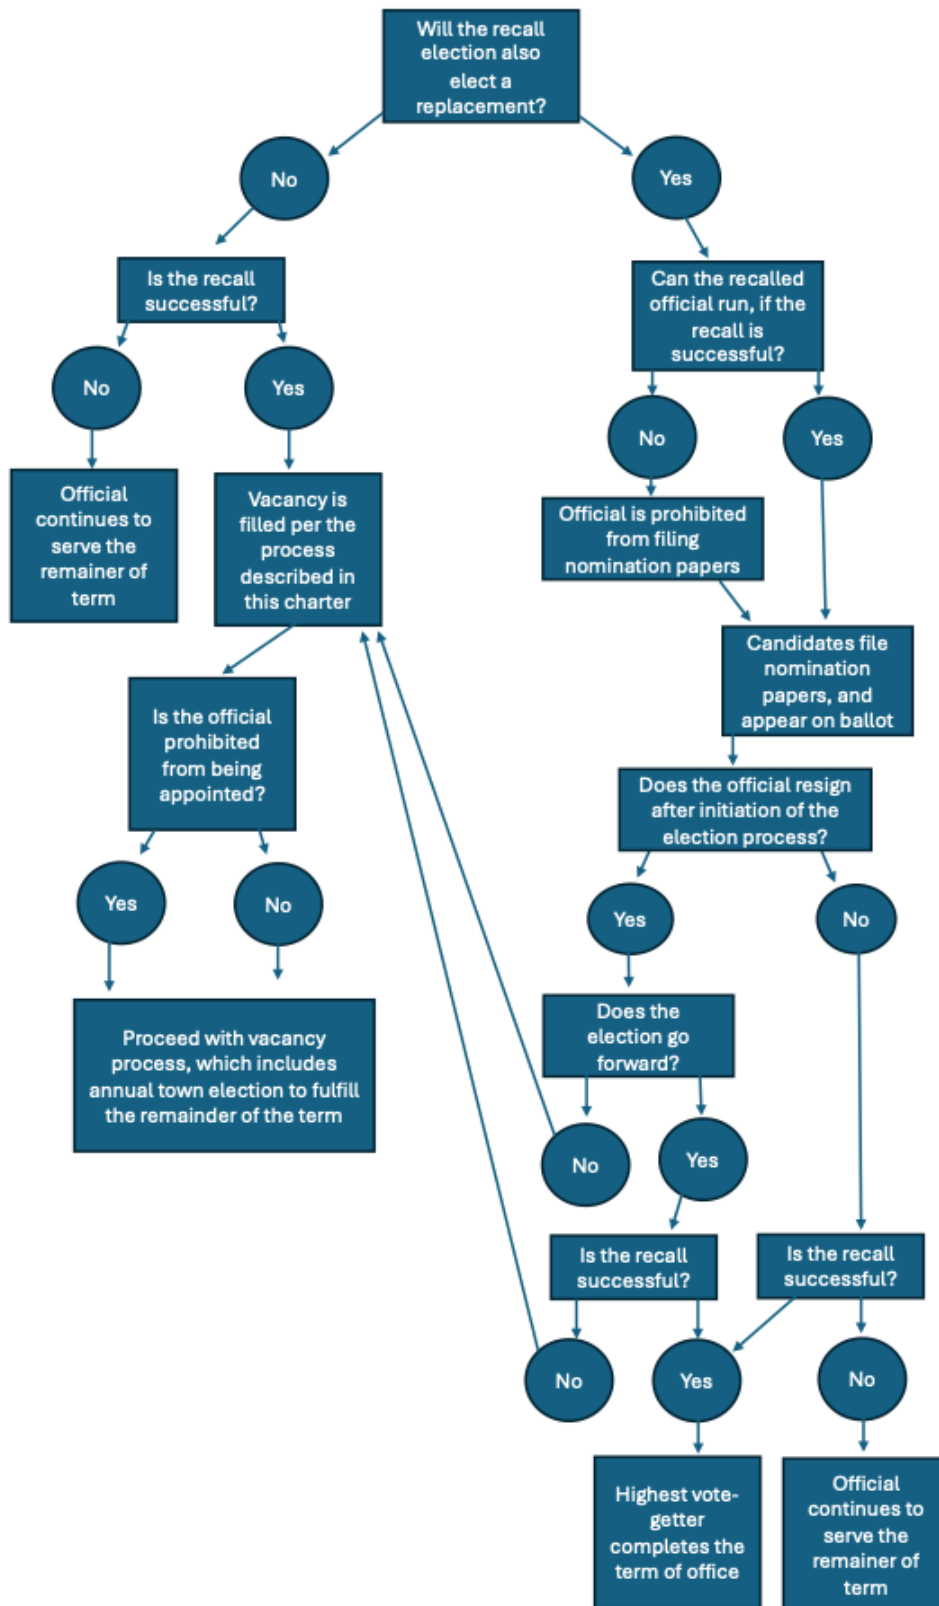 Will the recall
election also
elect a
replacement?
No
Yes
Is the recall
successful?
Can the recalled
official run, if the
recall is
successful?
No
Yes
No
Yes
Official
continues to
serve the
remainer of
term
Vacancy is
filled per the
process
described in
this charter
Official is prohibited
from filing
nomination papers
Candidates file
nomination
papers, and
appear on ballot
Is the official
prohibited
from being
appointed?
Does the official resign
after initiation of the
election process?
Yes
No
Yes
No
Proceed with vacancy
process, which includes
annual town election to fulfill
the remainder of the term
Does the
election go
forward?
No
Yes
Is the recall
successful?
Is the recall
successful?
No
Yes
No
Highest vote-
getter
completes the
term of office
Official
continues to
serve the
remainer of
term